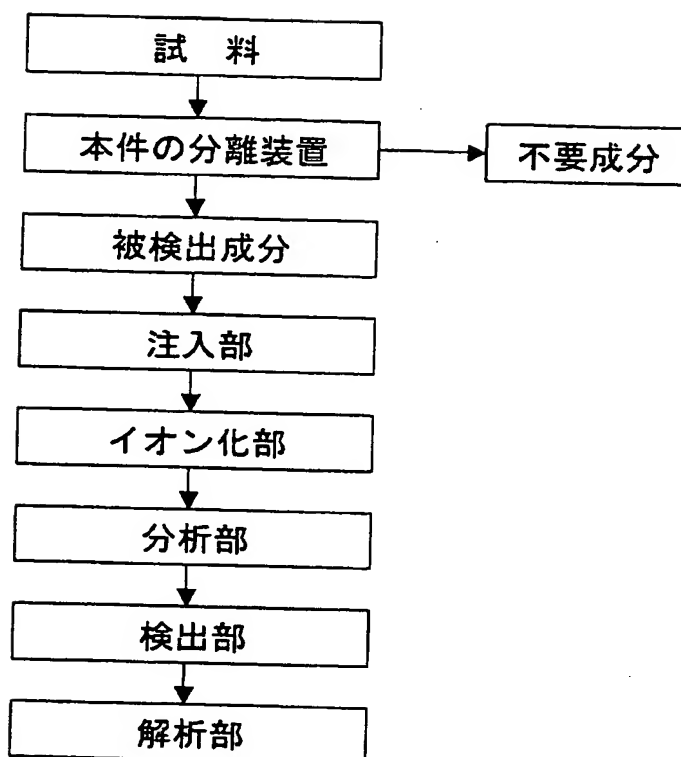 試 料
本件の分離装置
不要成分
被検出成分
注入部
イオン化部
分析部
検出部
解析部